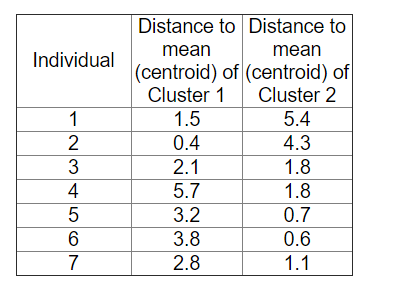 Individual Distance to mean (centroid) of Cluster 1 Distance to mean (centroid) of Cluster 2
1 1.5 5.4
2 0.4 4.3
3 2.1 1.8
4 5.7 1.8
5 3.2 0.7
6 3.8 0.6
7 2.8 1.1